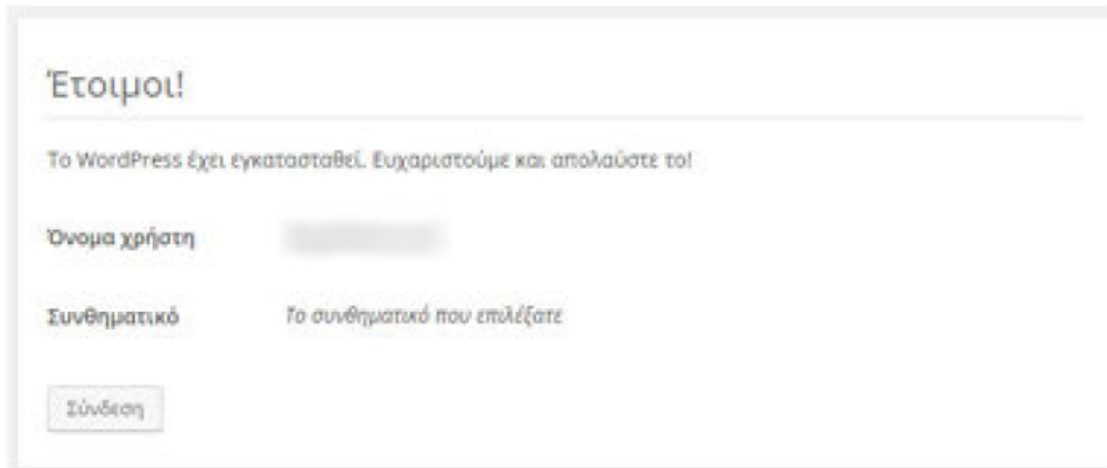 Έτοιμοι!
Το WordPress έχει εγκατασταθεί. Ευχαριστούμε και απολαύστε το!
Όνομα χρήστη
Συνθηματικό Το συνθηματικό που επιλέξατε
Σύνδεση